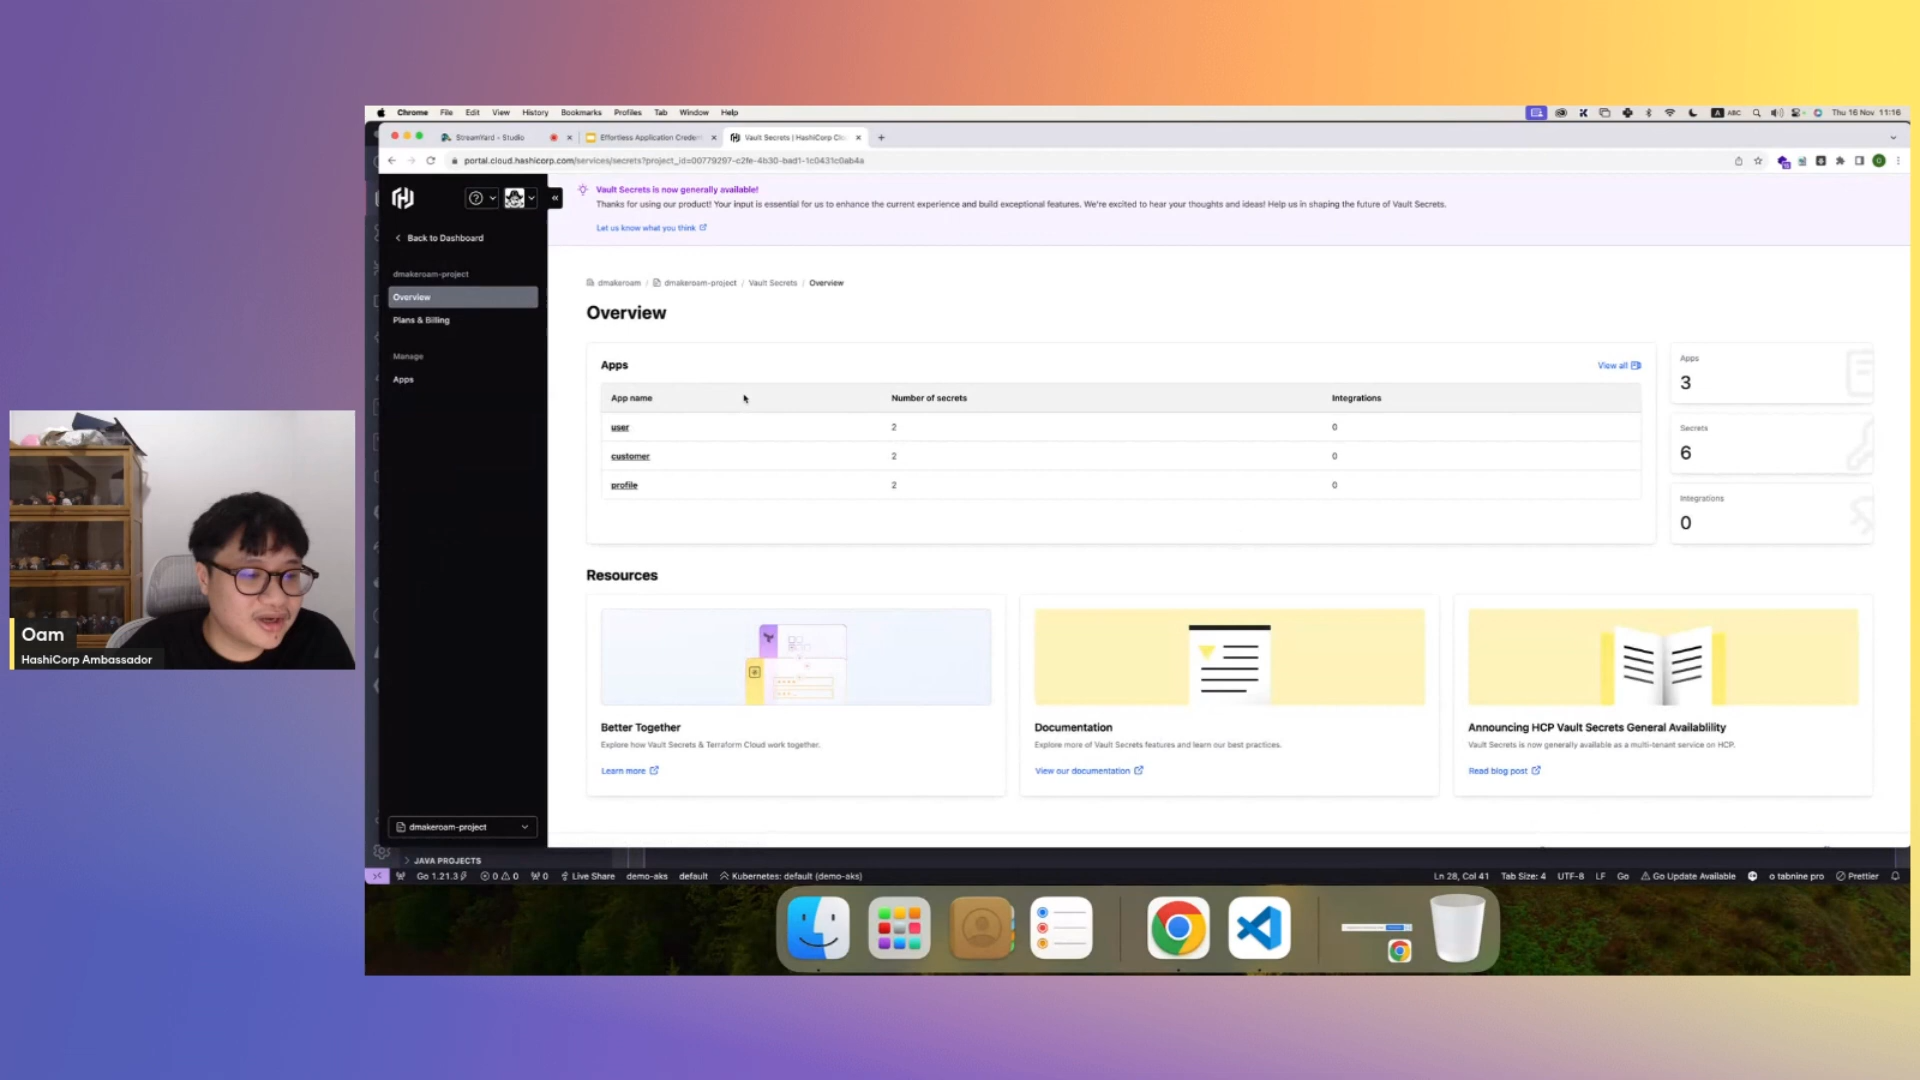 Chrome File Edit View History Bookmarks Profiles Tab Window Help
ABC Thu 16 Nov 11:16
StreamYard - Studio
Effortless Application Creden
Vault Secrets | HashiCorp Clo
portal.cloud.hashicorp.com/services/secrets?project_id=00779297-c2fe-4b30-bad1-1c0431c0ab4a
Vault Secrets is now generally available!
Thanks for using our product! Your input is essential for us to enhance the current experience and build exceptional features. We're excited to hear your thoughts and ideas! Help us in shaping the future of Vault Secrets.
Let us know what you think
Back to Dashboard
dmakeroam-project
Overview
Plans & Billing
Manage
Apps
dmakeroam-project
dmakeroam / dmakeroam-project / Vault Secrets / Overview
Overview
Apps
View all
App name Number of secrets Integrations
user 2 0
customer 2 0
profile 2 0
Apps
3
Secrets
6
Integrations
0
Resources
Better Together
Explore how Vault Secrets & Terraform Cloud work together.
Learn more
Documentation
Explore more of Vault Secrets features and learn our best practices.
View our documentation
Announcing HCP Vault Secrets General Availability
Vault Secrets is now generally available as a multi-tenant service on HCP.
Read blog post
JAVA PROJECTS
Go 1.21.3 0 0 0 Live Share demo-aks default Kubernetes: default (demo-aks)
Ln 28, Col 41 Tab Size: 4 UTF-8 LF Go Go Update Available tabnine pro Prettier
Oam
HashiCorp Ambassador